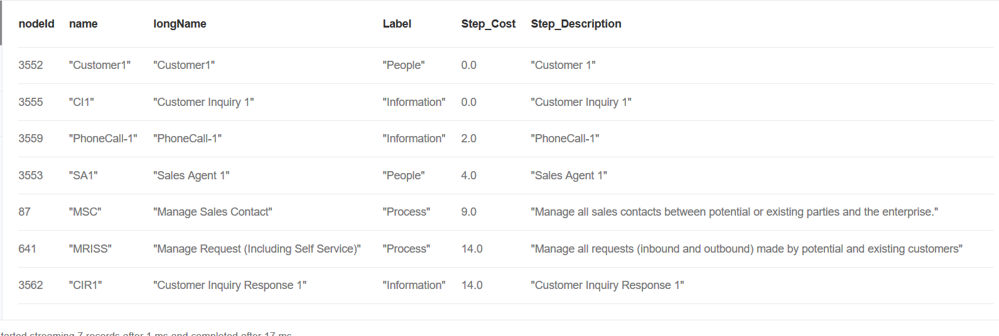 nodeId name longName Label Step_Cost Step_Description
3552 "Customer1" "Customer1" "People" 0.0 "Customer 1"
3555 "CI1" "Customer Inquiry 1" "Information" 0.0 "Customer Inquiry 1"
3559 "PhoneCall-1" "PhoneCall-1" "Information" 2.0 "PhoneCall-1"
3553 "SA1" "Sales Agent 1" "People" 4.0 "Sales Agent 1"
87 "MSC" "Manage Sales Contact" "Process" 9.0 "Manage all sales contacts between potential or existing parties and the enterprise."
641 "MRISS" "Manage Request (Including Self Service)" "Process" 14.0 "Manage all requests (inbound and outbound) made by potential and existing customers"
3562 "CIR1" "Customer Inquiry Response 1" "Information" 14.0 "Customer Inquiry Response 1"
tarted streaming 7 records after 1 ms and completed after 17 ms